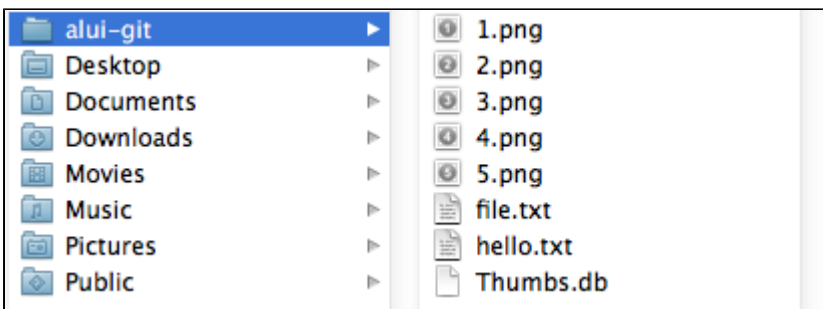 alui-git
Desktop
Documents
Downloads
Movies
Music
Pictures
Public
1.png
2.png
3.png
4.png
5.png
file.txt
hello.txt
Thumbs.db